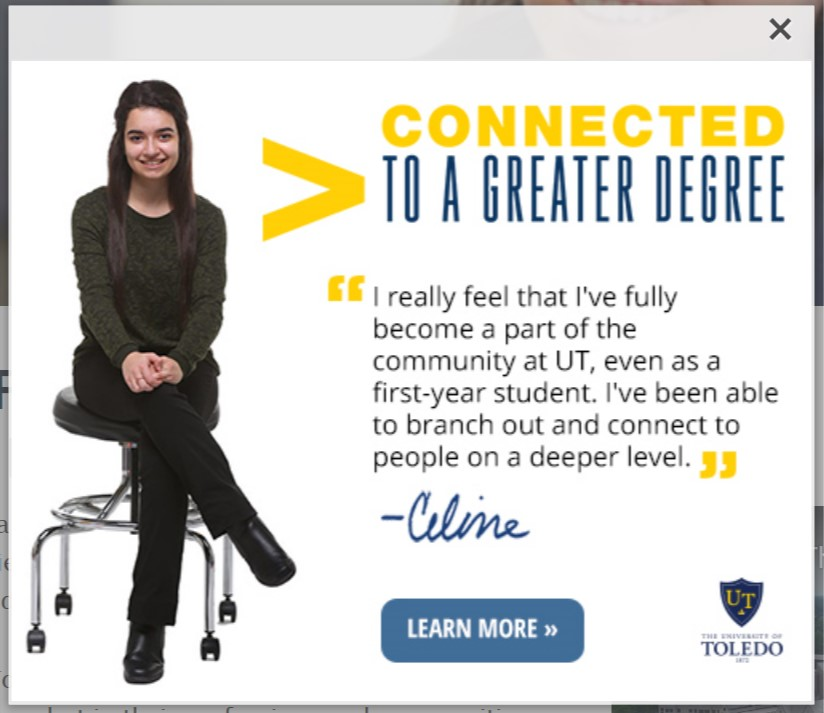 CONNECTED
TO A GREATER DEGREE
“ I really feel that I've fully
become a part of the
community at UT, even as a
first-year student. I've been able
to branch out and connect to
people on a deeper level. ”
–Celine
LEARN MORE »
UT
THE UNIVERSITY OF
TOLEDO
1872